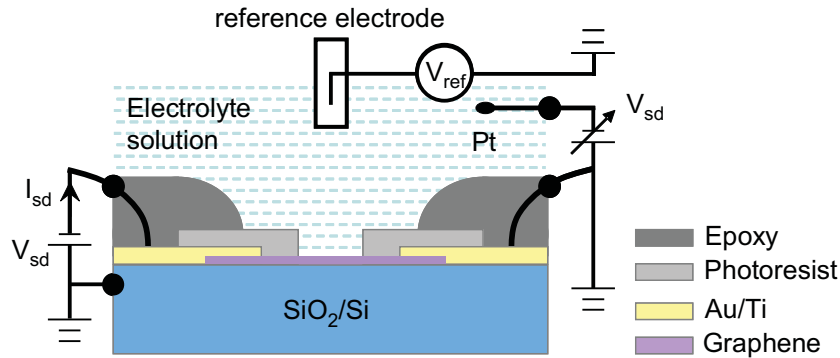 reference electrode
V_ref
Electrolyte
solution
Pt
V_sd
I_sd
V_sd
SiO_2/Si
Epoxy
Photoresist
Au/Ti
Graphene